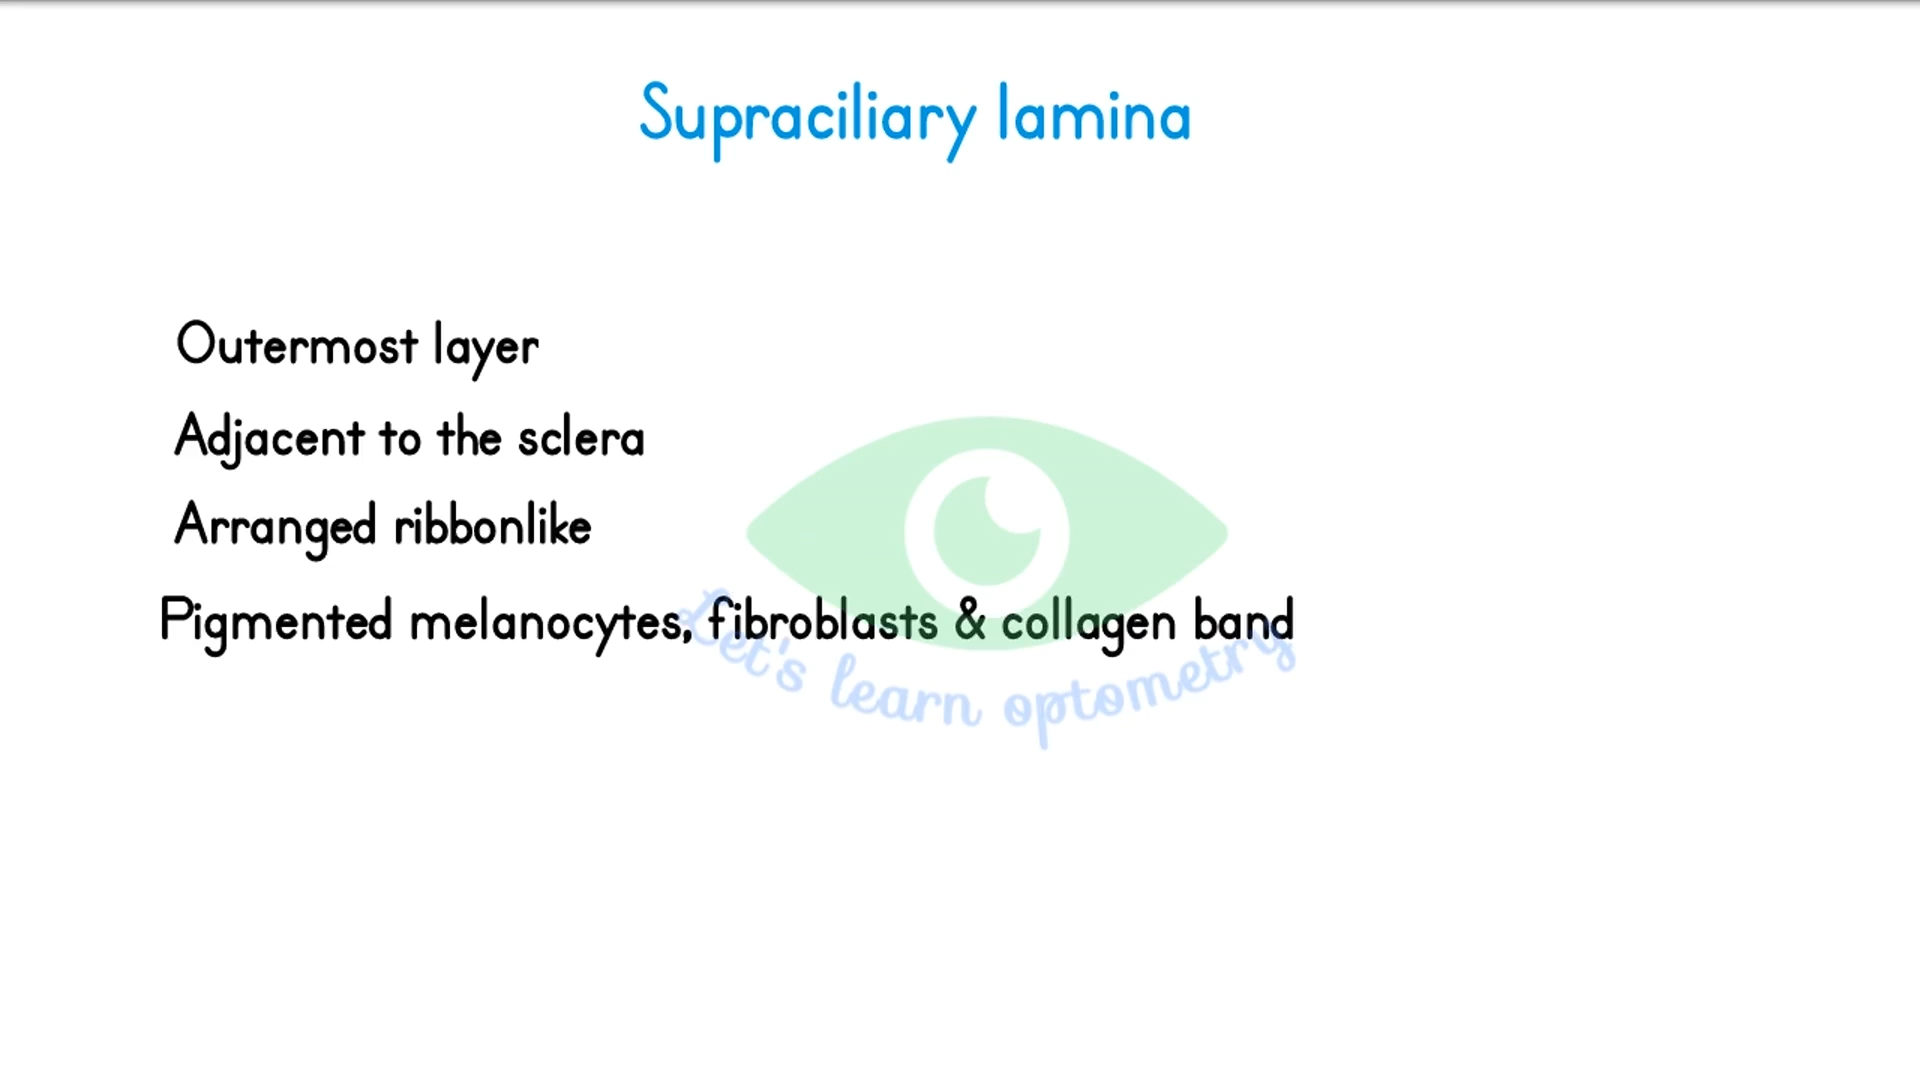 Supraciliary lamina
Outermost layer
Adjacent to the sclera
Arranged ribbonlike
Pigmented melanocytes, fibroblasts & collagen band
Let's learn optometry